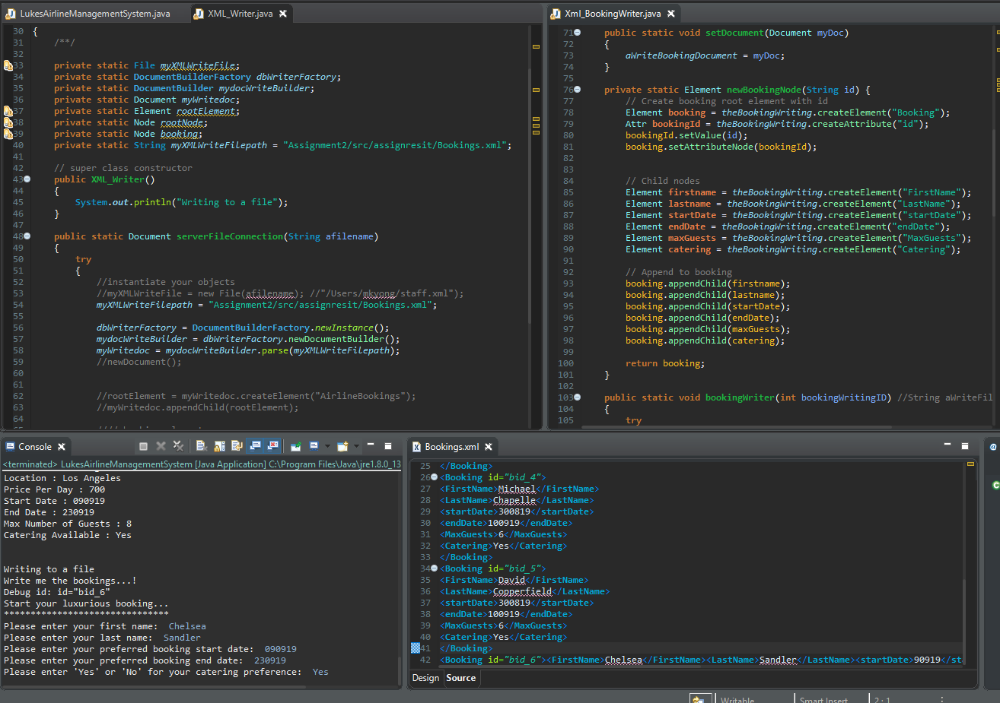 LukesAirlineManagementSystem.java
XML_Writer.java
30 {
31 /**/
32
33 private static File myXMLWriteFile;
34 private static DocumentBuilderFactory dbWriterFactory;
35 private static DocumentBuilder mydocWriteBuilder;
36 private static Document myWritedoc;
37 private static Element rootElement;
38 private static Node rootNode;
39 private static Node booking;
40 private static String myXMLWriteFilepath = "Assignment2/src/assignresit/Bookings.xml";
41
42 // super class constructor
43 public XML_Writer()
44 {
45 System.out.println("Writing to a file");
46 }
47
48 public static Document serverFileConnection(String afilename)
49 {
50 try
51 {
52 //instantiate your objects
53 //myXMLWriteFile = new File(afilename); //"/Users/mkyong/staff.xml");
54 myXMLWriteFilepath = "Assignment2/src/assignresit/Bookings.xml";
55
56 dbWriterFactory = DocumentBuilderFactory.newInstance();
57 mydocWriteBuilder = dbWriterFactory.newDocumentBuilder();
58 myWritedoc = mydocWriteBuilder.parse(myXMLWriteFilepath);
59 //newDocument();
60
61
62 //rootElement = myWritedoc.createElement("AirlineBookings");
63 //myWritedoc.appendChild(rootElement);
64
Xml_BookingWriter.java
71 public static void setDocument(Document myDoc)
72 {
73 aWriteBookingDocument = myDoc;
74 }
75
76 private static Element newBookingNode(String id) {
77 // Create booking root element with id
78 Element booking = theBookingWriting.createElement("Booking");
79 Attr bookingId = theBookingWriting.createAttribute("id");
80 bookingId.setValue(id);
81 booking.setAttributeNode(bookingId);
82
83
84 // Child nodes
85 Element firstname = theBookingWriting.createElement("FirstName");
86 Element lastname = theBookingWriting.createElement("LastName");
87 Element startDate = theBookingWriting.createElement("startDate");
88 Element endDate = theBookingWriting.createElement("endDate");
89 Element maxGuests = theBookingWriting.createElement("MaxGuests");
90 Element catering = theBookingWriting.createElement("Catering");
91
92 // Append to booking
93 booking.appendChild(firstname);
94 booking.appendChild(lastname);
95 booking.appendChild(startDate);
96 booking.appendChild(endDate);
97 booking.appendChild(maxGuests);
98 booking.appendChild(catering);
99
100 return booking;
101 }
102
103 public static void bookingWriter(int bookingWritingID) //String aWriteFil
104 {
105 try
Console
<terminated> LukesAirlineManagementSystem [Java Application] C:\Program Files\Java\jre1.8.0_13
Location : Los Angeles
Price Per Day : 700
Start Date : 090919
End Date : 230919
Max Number of Guests : 8
Catering Available : Yes
Writing to a file
Write me the bookings...!
Debug id: id="bid_6"
Start your luxurious booking...
*******************************
Please enter your first name: Chelsea
Please enter your last name: Sandler
Please enter your preferred booking start date: 090919
Please enter your preferred booking end date: 230919
Please enter 'Yes' or 'No' for your catering preference: Yes
Bookings.xml
25 </Booking>
26 <Booking id="bid_4">
27 <FirstName>Michael</FirstName>
28 <LastName>Chapelle</LastName>
29 <startDate>300819</startDate>
30 <endDate>100919</endDate>
31 <MaxGuests>6</MaxGuests>
32 <Catering>Yes</Catering>
33 </Booking>
34 <Booking id="bid_5">
35 <FirstName>David</FirstName>
36 <LastName>Copperfield</LastName>
37 <startDate>300819</startDate>
38 <endDate>100919</endDate>
39 <MaxGuests>6</MaxGuests>
40 <Catering>Yes</Catering>
41 </Booking>
42 <Booking id="bid_6"><FirstName>Chelsea</FirstName><LastName>Sandler</LastName><startDate>90919</st
Design Source
Writable
Smart Insert
2 : 1